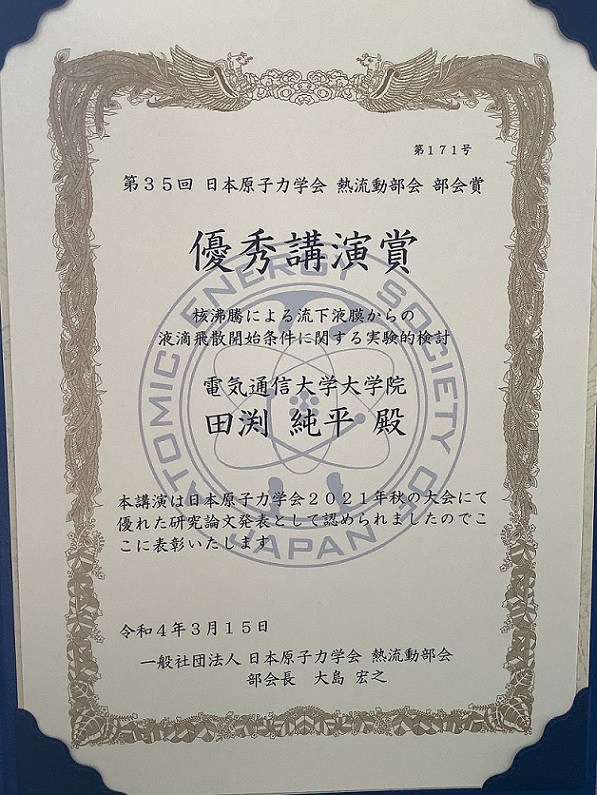 第１７１号
第３５回 日本原子力学会 熱流動部会 部会賞
優秀講演賞
核沸騰による流下液膜からの
液滴飛散開始条件に関する実験的検討
電気通信大学大学院
田渕 純平 殿
本講演は日本原子力学会２０２１年秋の大会にて
優れた研究論文発表として認められましたのでこ
こに表彰いたします
令和４年３月１５日
一般社団法人 日本原子力学会 熱流動部会
部会長 大島 宏之
ATOMIC ENERGY SOCIETY OF JAPAN